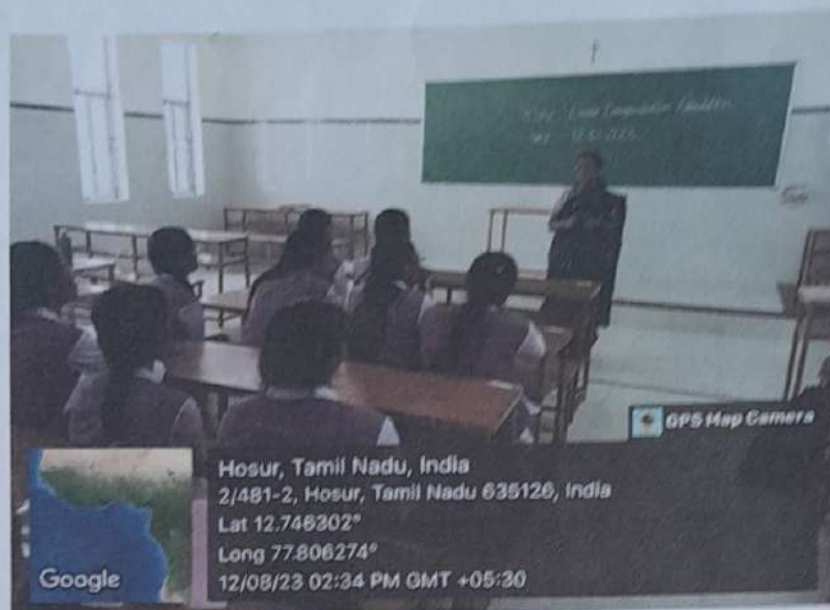 GPS Map Camera
Hosur, Tamil Nadu, India
2/481-2, Hosur, Tamil Nadu 635126, India
Lat 12.746302°
Long 77.806274°
12/08/23 02:34 PM GMT +05:30
Google